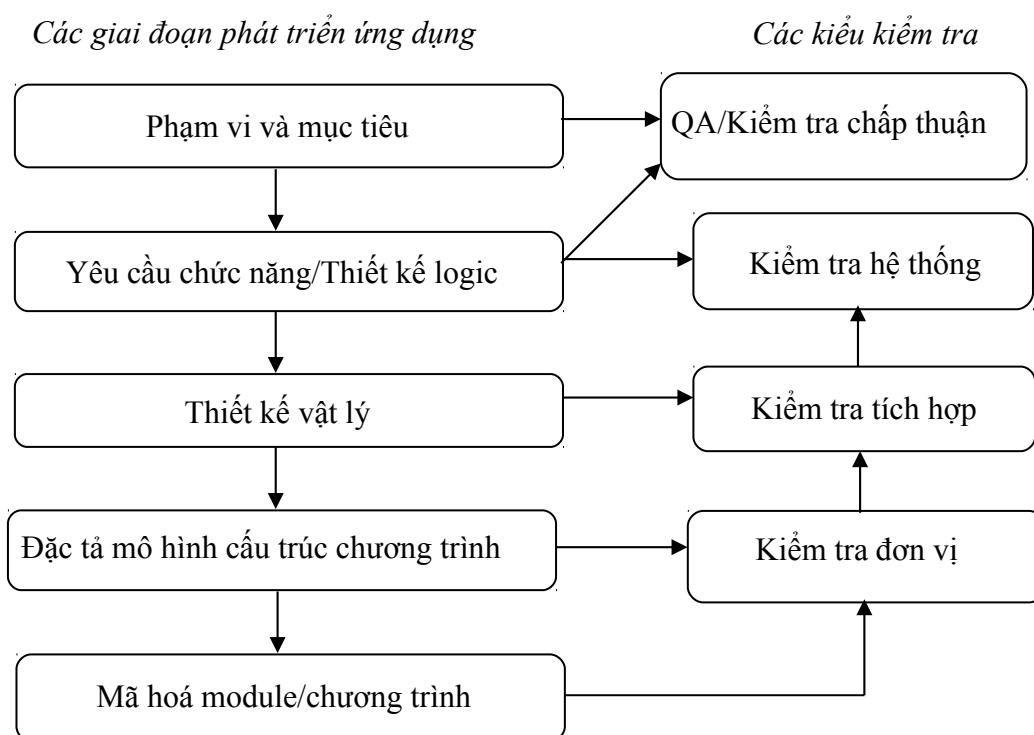 Các giai đoạn phát triển ứng dụng
Các kiểu kiểm tra
Phạm vi và mục tiêu
QA/Kiểm tra chấp thuận
Yêu cầu chức năng/Thiết kế logic
Kiểm tra hệ thống
Thiết kế vật lý
Kiểm tra tích hợp
Đặc tả mô hình cấu trúc chương trình
Kiểm tra đơn vị
Mã hoá module/chương trình